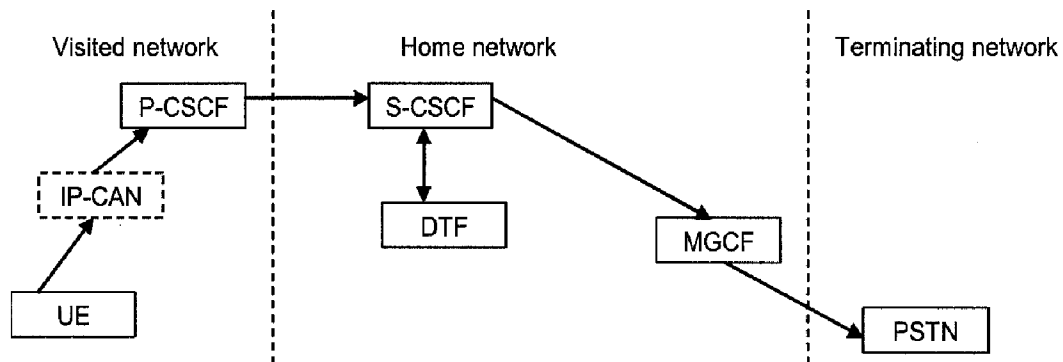 Visited network
Home network
Terminating network
P-CSCF
S-CSCF
IP-CAN
DTF
MGCF
UE
PSTN